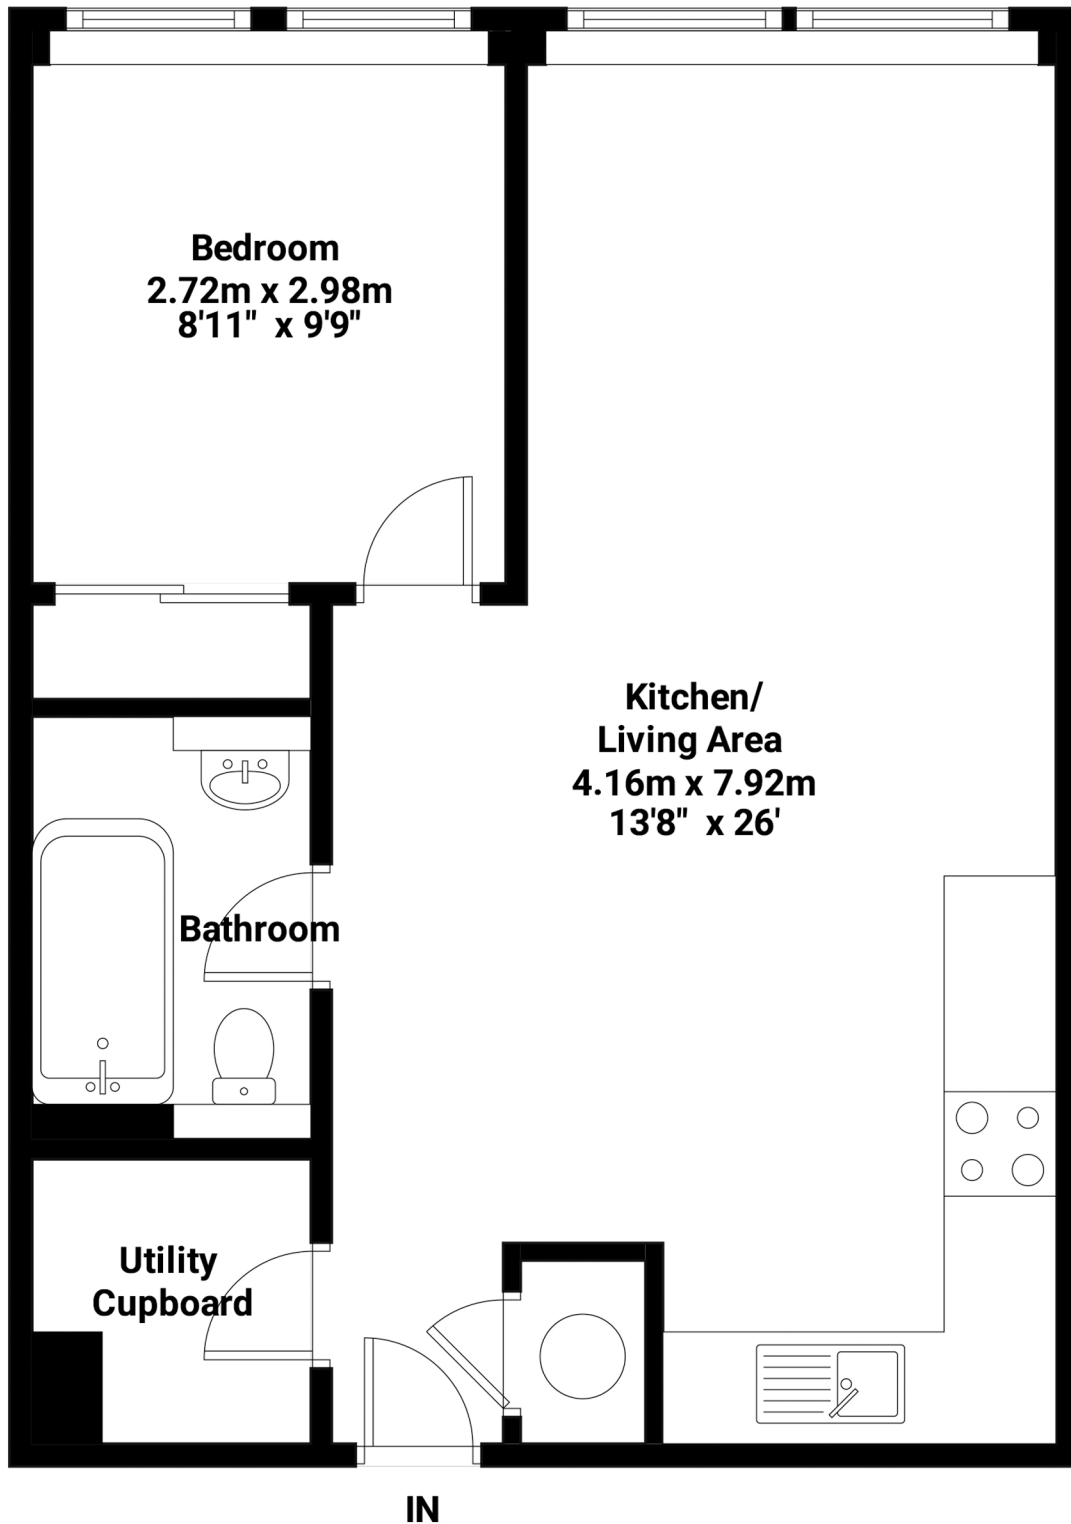 Bedroom
2.72m x 2.98m
8'11" x 9'9"
Kitchen/
Living Area
4.16m x 7.92m
13'8" x 26'
Bathroom
Utility
Cupboard
IN